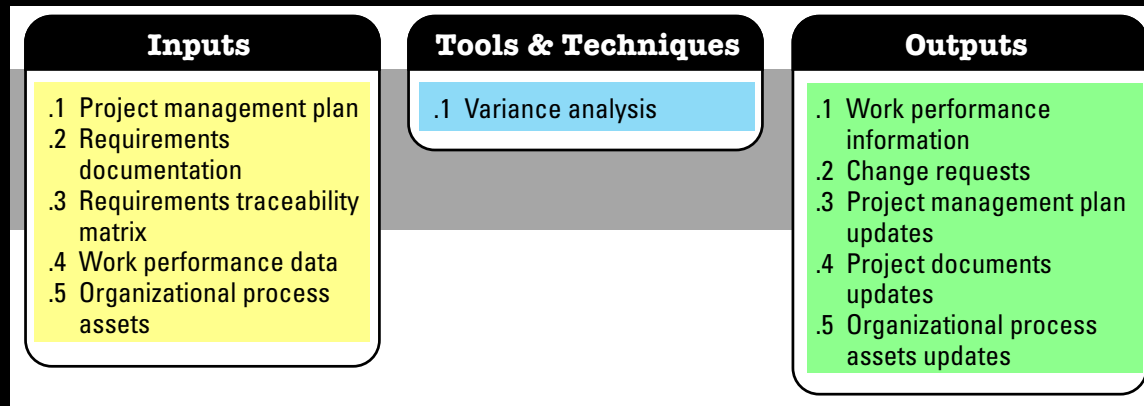 Inputs
.1 Project management plan
.2 Requirements
documentation
.3 Requirements traceability
matrix
.4 Work performance data
.5 Organizational process
assets
Tools & Techniques
.1 Variance analysis
Outputs
.1 Work performance
information
.2 Change requests
.3 Project management plan
updates
.4 Project documents
updates
.5 Organizational process
assets updates